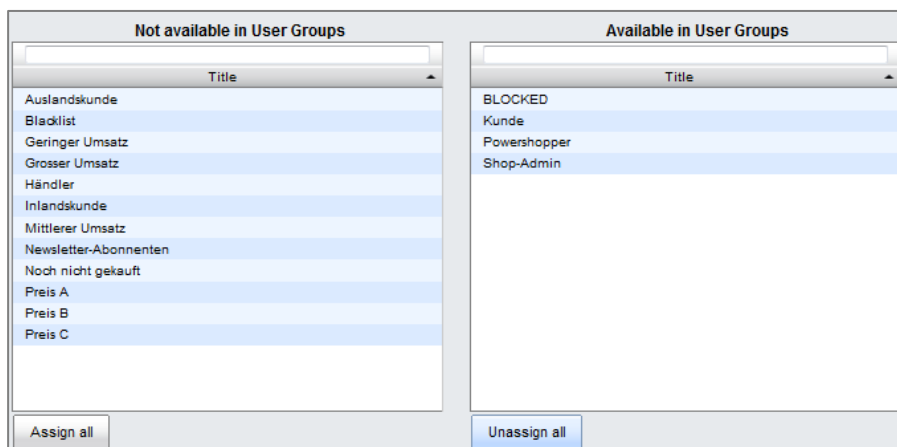 Not available in User Groups
Title
Auslandskunde
Blacklist
Geringer Umsatz
Grosser Umsatz
Händler
Inlandskunde
Mittlerer Umsatz
Newsletter-Abonnenten
Noch nicht gekauft
Preis A
Preis B
Preis C
Assign all
Available in User Groups
Title
BLOCKED
Kunde
Powershopper
Shop-Admin
Unassign all